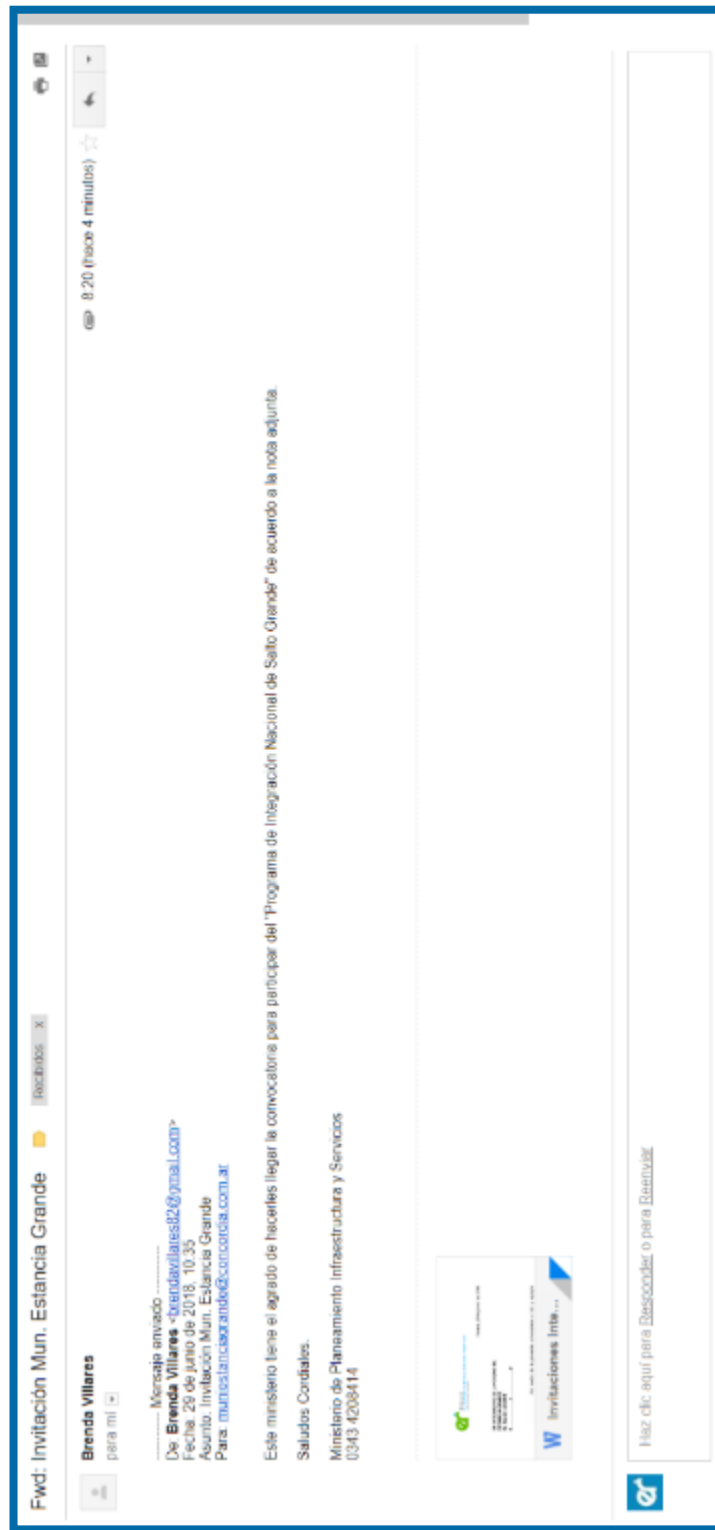 Fwd: Invitación Mun. Estancia Grande
Recibidos x
Brenda Villares
8:20 (hace 4 minutos)
para mí
---------- Mensaje enviado ----------
De: Brenda Villares <brendavillares82@gmail.com>
Fecha: 29 de junio de 2018, 10:35
Asunto: Invitación Mun. Estancia Grande
Para: muniestanciagrande@concordia.com.ar
Este ministerio tiene el agrado de hacerles llegar la convocatoria para participar del "Programa de Integración Nacional de Salto Grande" de acuerdo a la nota adjunta.
Saludos Cordiales.
Ministerio de Planeamiento Infraestructura y Servicios
0343 4208414
W Invitaciones Inte...
Haz clic aquí para Responder o para Reenviar
er